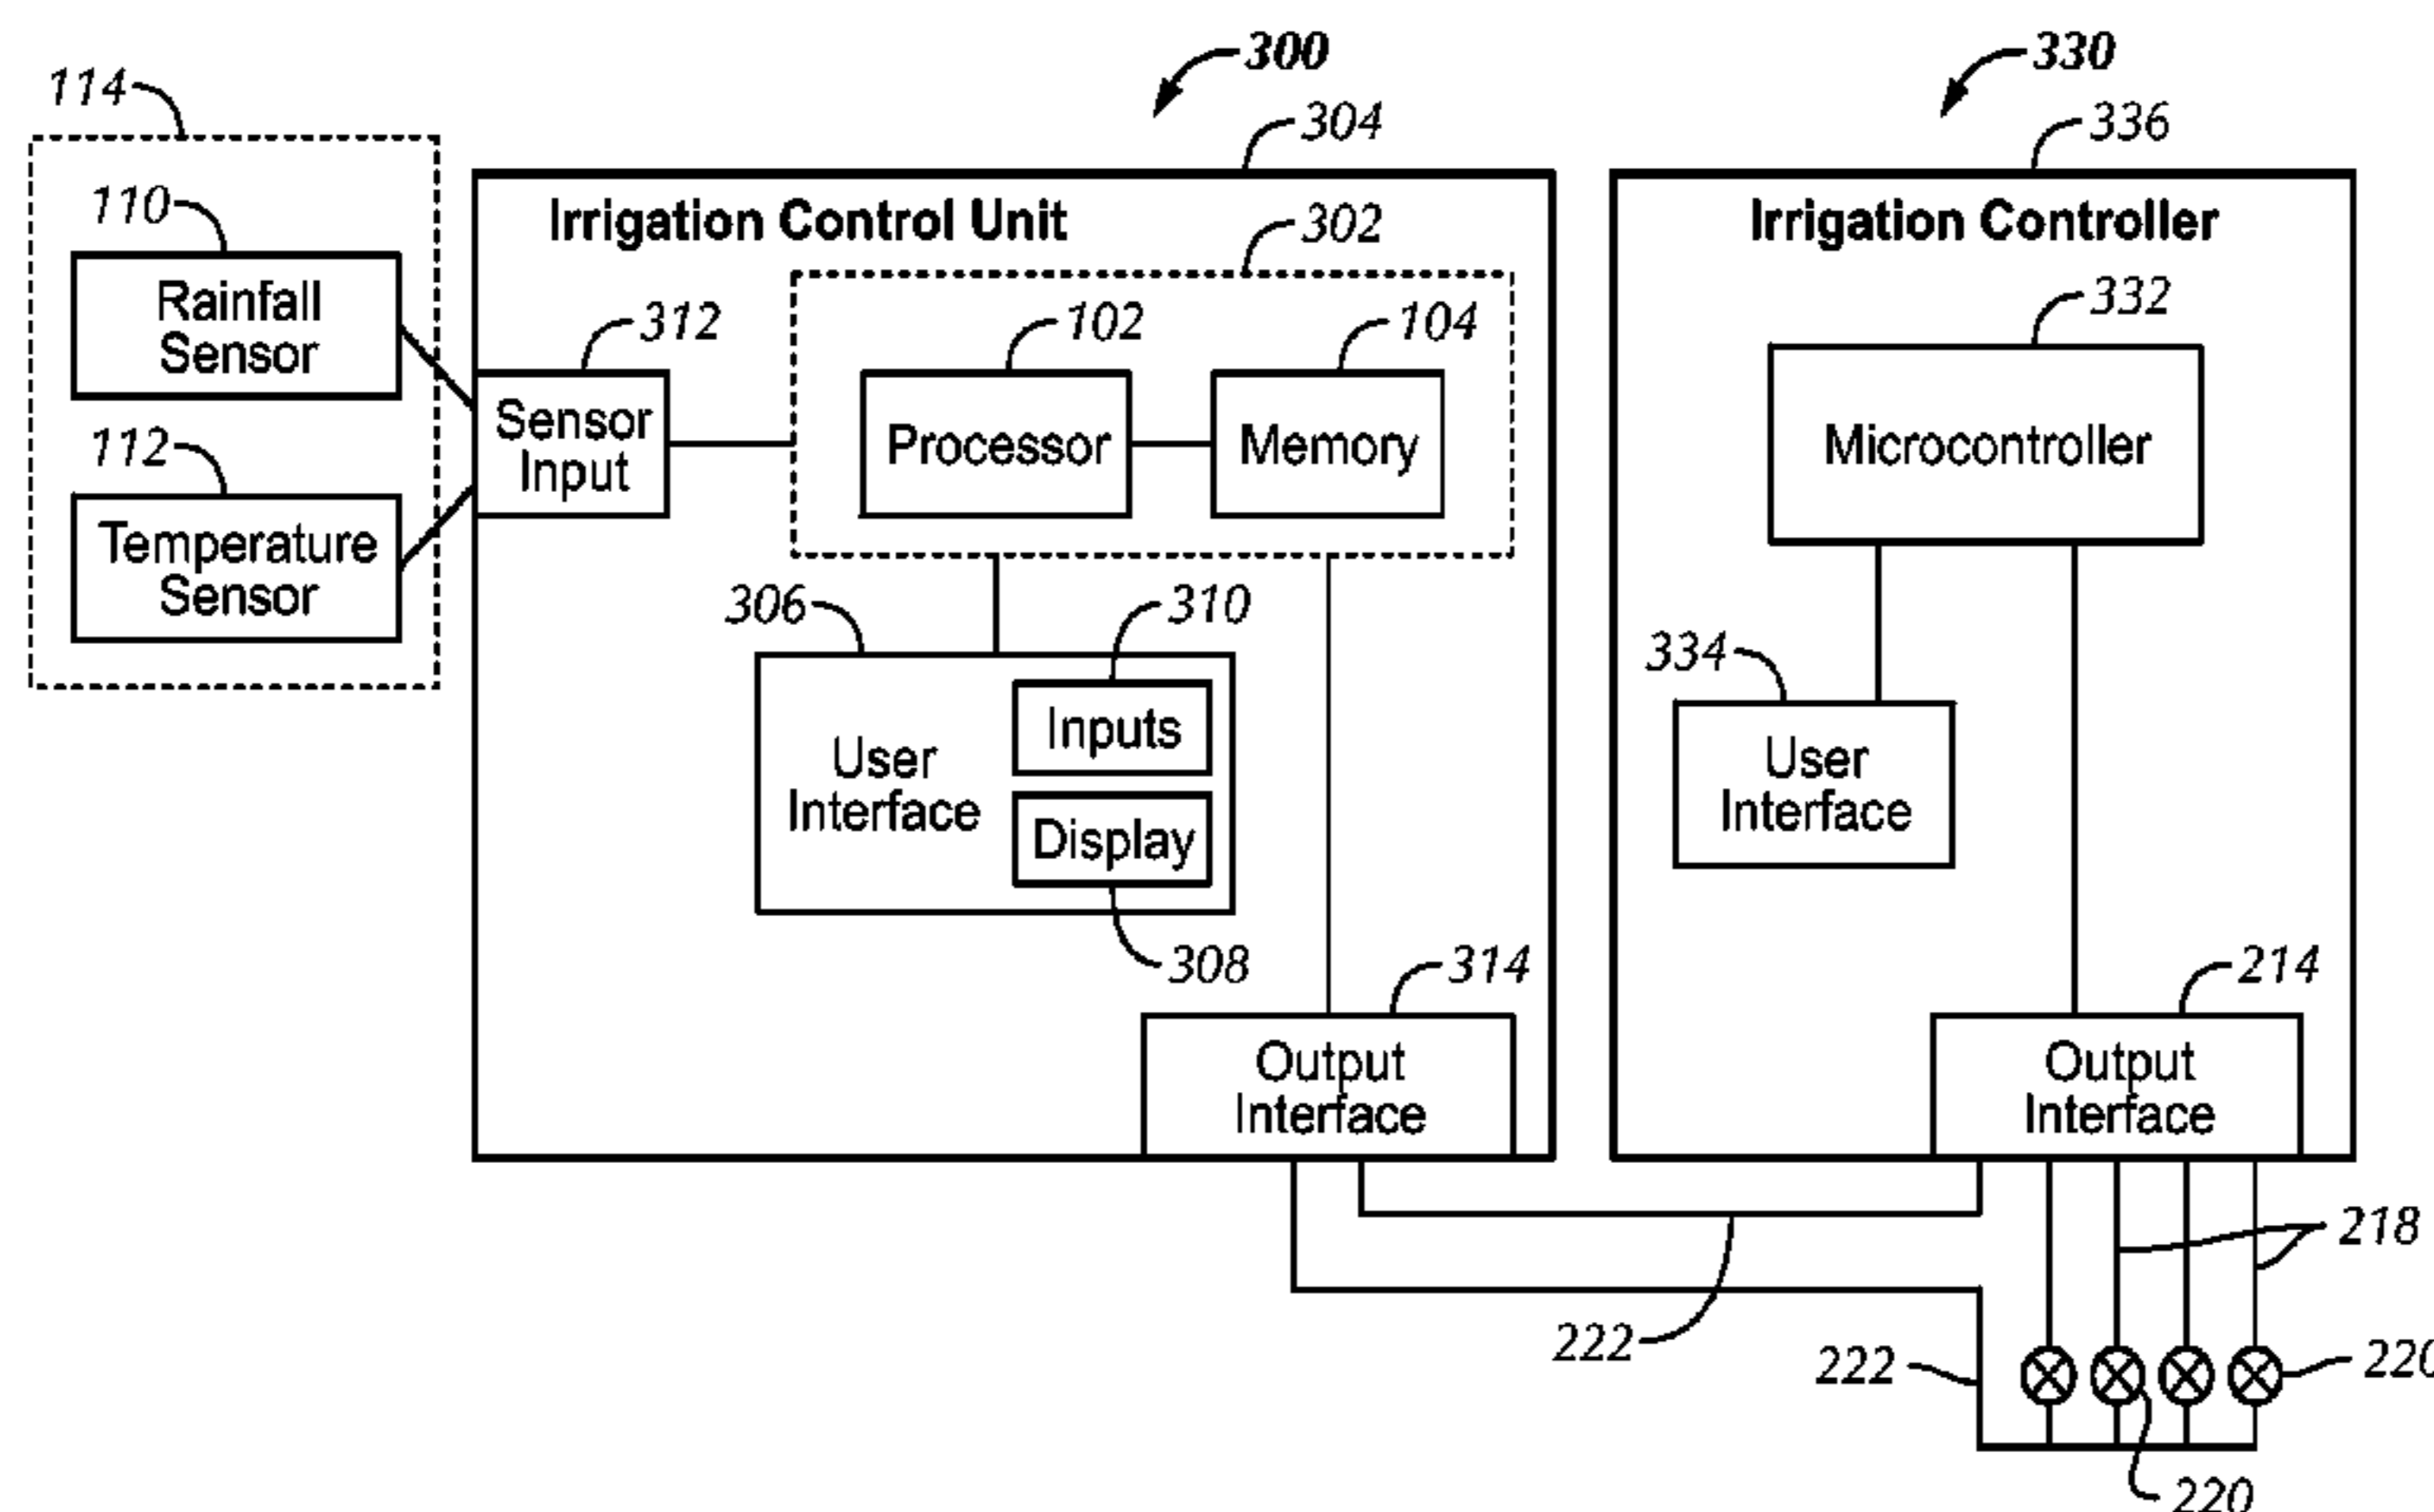 300
330
114
304
336
110
Irrigation Control Unit
302
Irrigation Controller
Rainfall
Sensor
312
102
104
332
Sensor
Input
Processor
Memory
Microcontroller
112
Temperature
Sensor
306
310
334
User
Interface
Inputs
Display
User
Interface
308
314
214
Output
Interface
Output
Interface
218
222
222
220
220